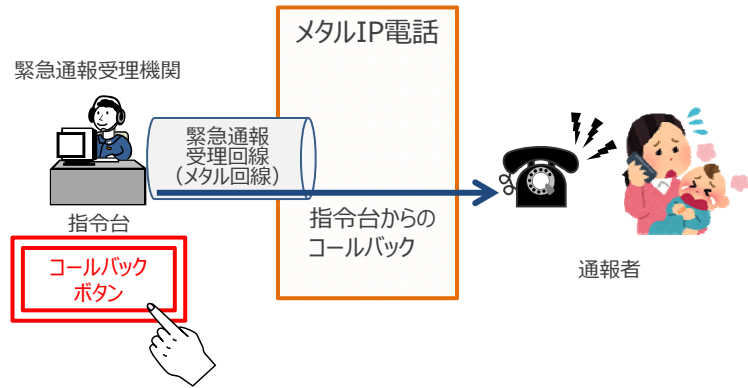 メタルIP電話
緊急通報受理機関
緊急通報
受理回線
（メタル回線）
指令台
指令台からの
コールバック
コールバック
ボタン
通報者